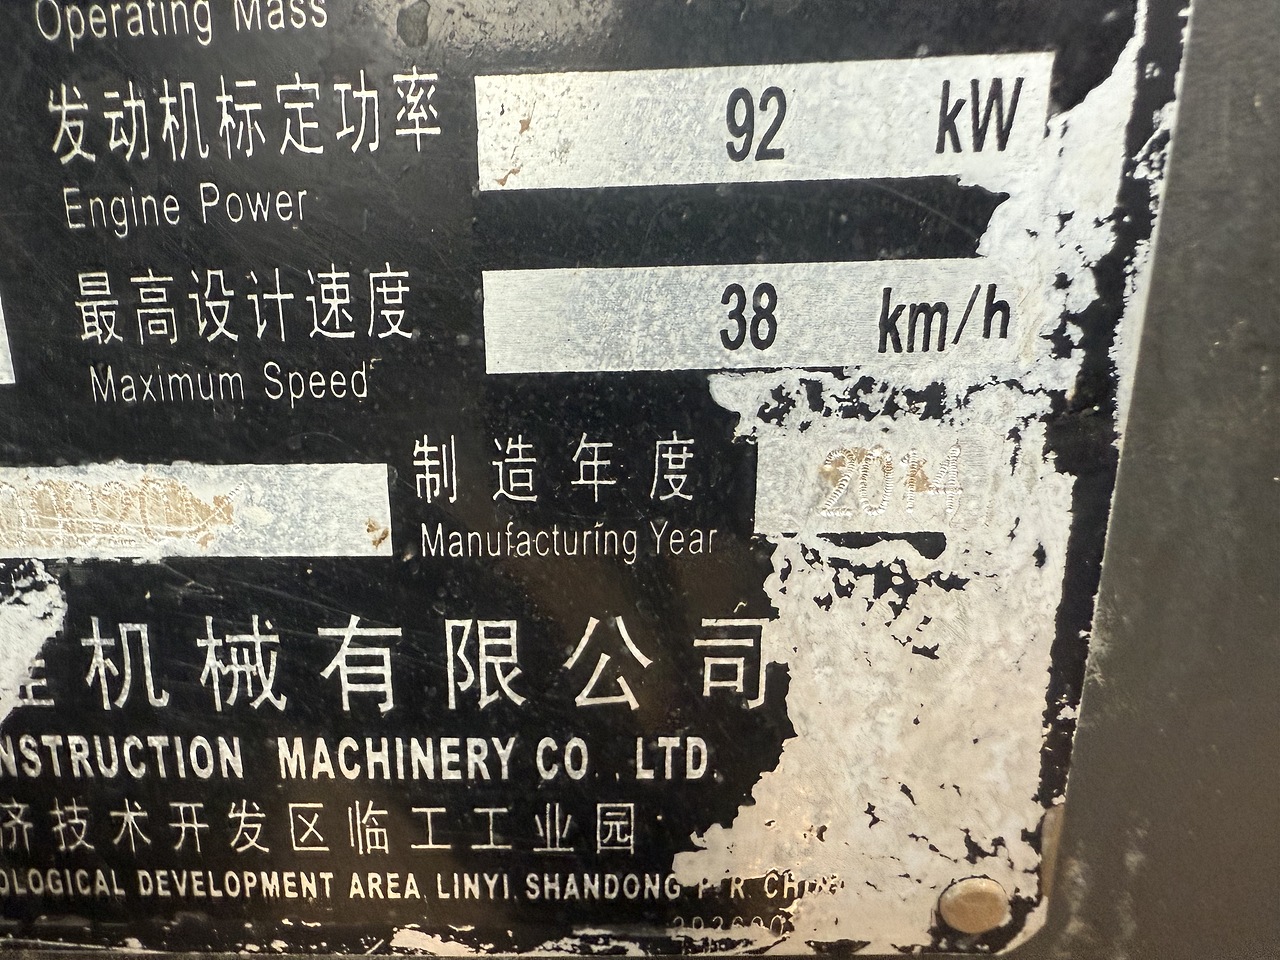 Operating Mass
发动机标定功率 92 kW
Engine Power
最高设计速度 38 km/h
Maximum Speed
制造年度 2014
Manufacturing Year
机械有限公司
NSTRUCTION MACHINERY CO.,LTD.
济技术开发区临工工业园
OLOGICAL DEVELOPMENT AREA, LINYI, SHANDONG P. R. CHINA